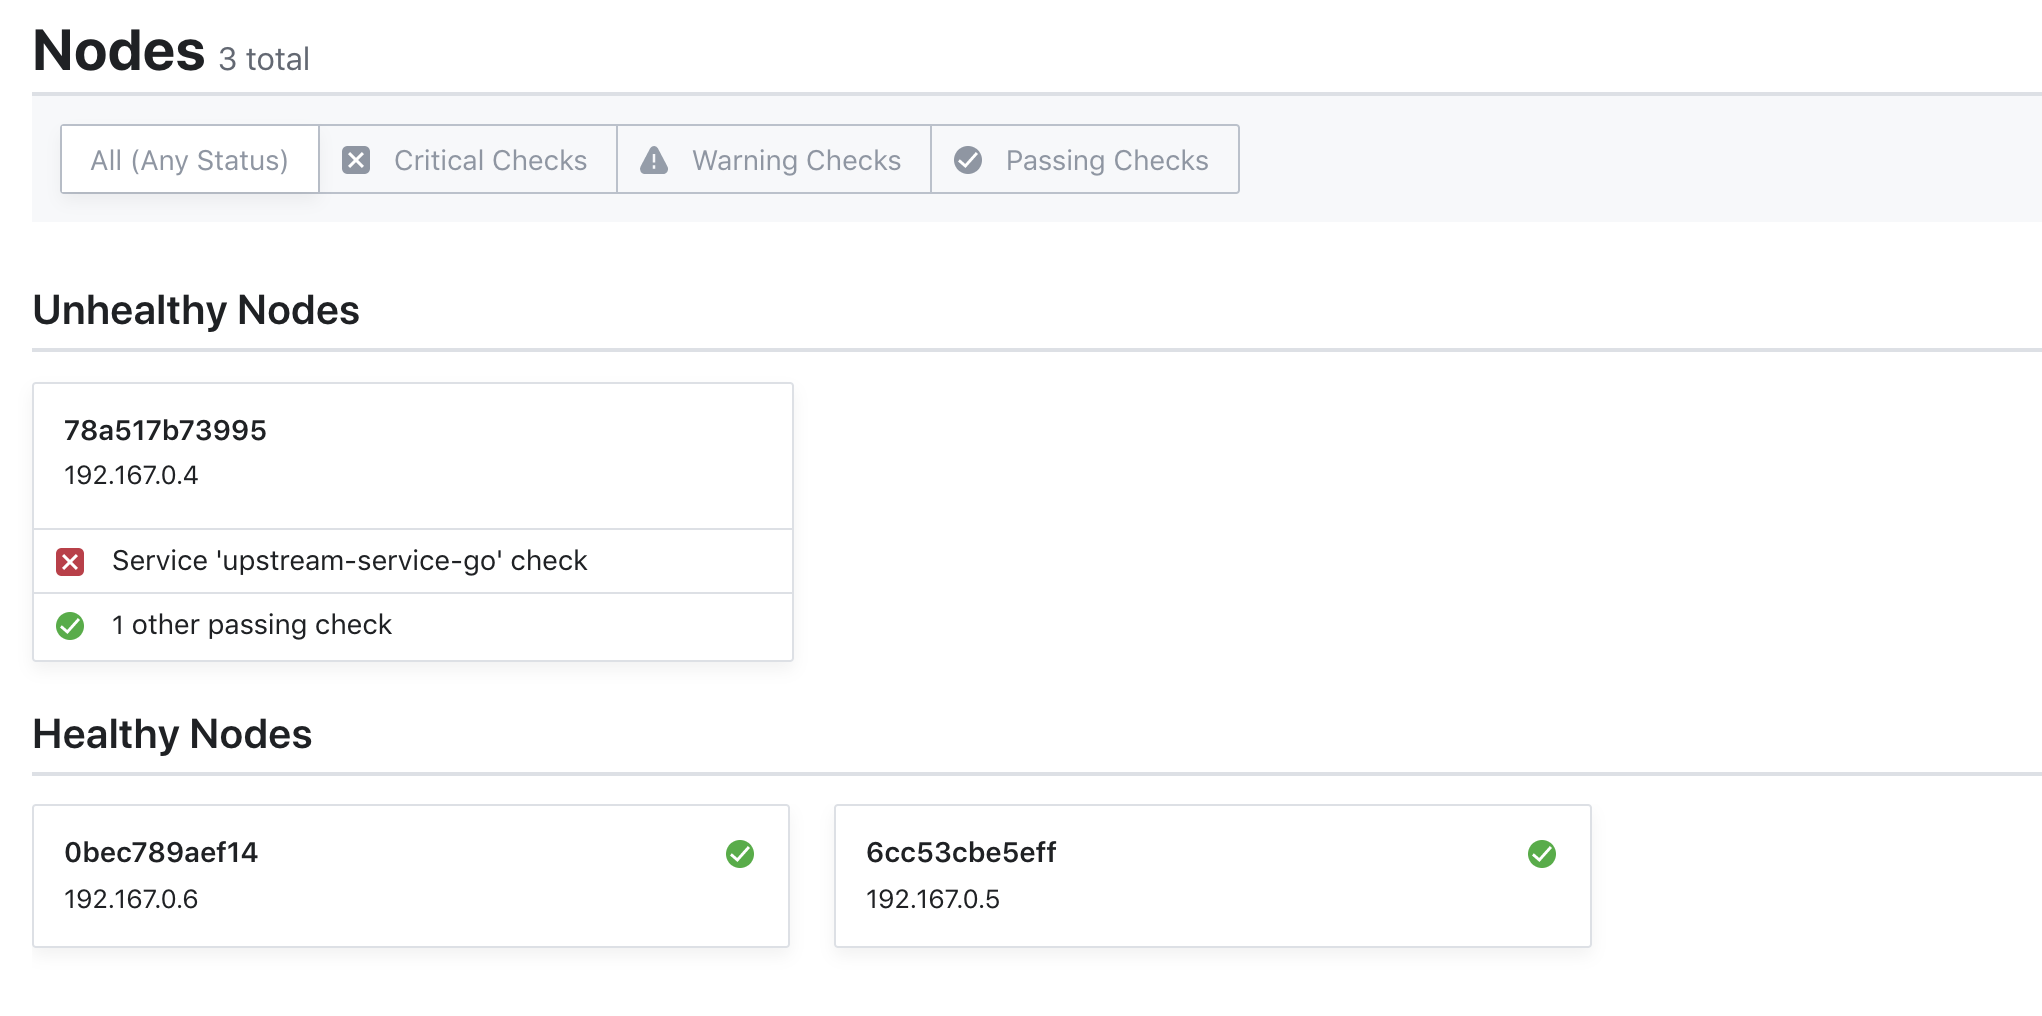 Nodes 3 total
All (Any Status) Critical Checks Warning Checks Passing Checks
Unhealthy Nodes
78a517b73995
192.167.0.4
Service 'upstream-service-go' check
1 other passing check
Healthy Nodes
0bec789aef14
192.167.0.6
6cc53cbe5eff
192.167.0.5